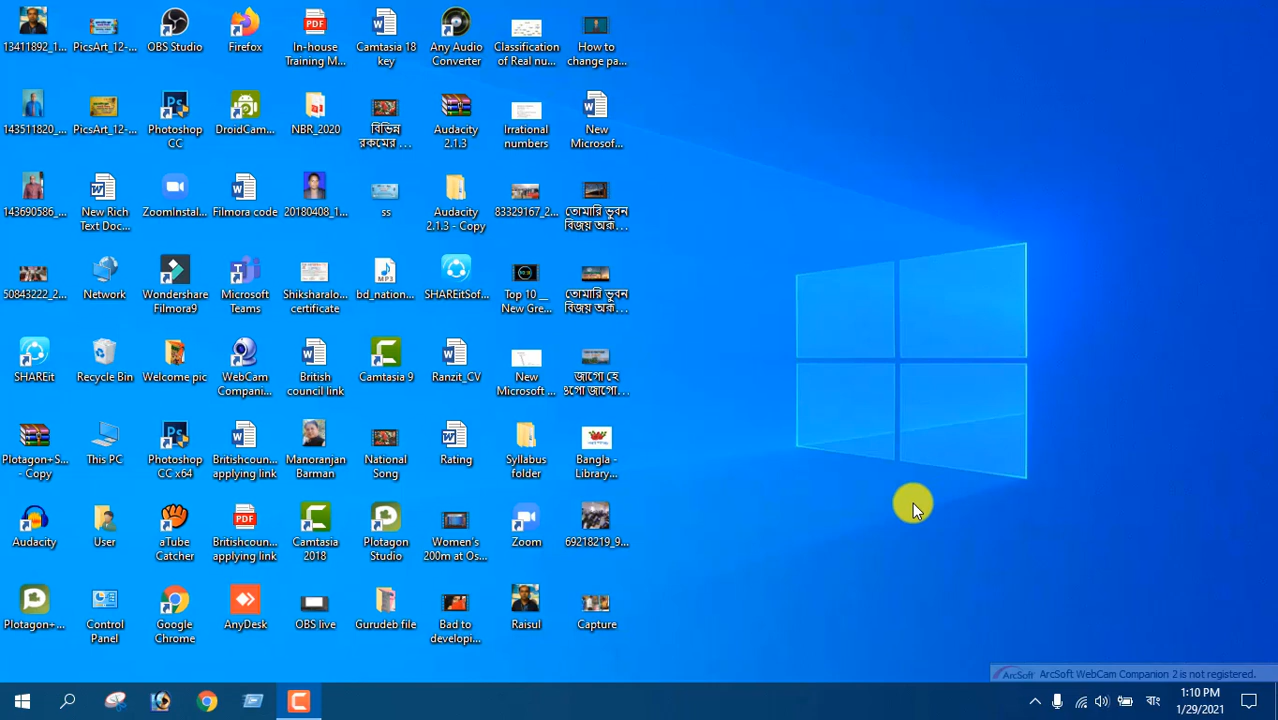 13411892_1...
PicsArt_12-...
OBS Studio
Firefox
In-house
Training M...
Camtasia 18
key
Any Audio
Converter
Classification
of Real nu...
How to
change pa...
143511820_...
PicsArt_12-...
Photoshop
CC
DroidCam...
NBR_2020
বিভিন্ন
রকমের ...
Audacity
2.1.3
Irrational
numbers
New
Microsof...
143690586_...
New Rich
Text Doc...
Zoominstal...
Filmora code
20180408_1...
ss
Audacity
2.1.3 - Copy
83329167_2...
তোমারি ভুবন
বিজয় অরূ...
50843222_2...
Network
Wondershare
Filmora9
Microsoft
Teams
Shiksharalo...
certificate
bd_nation...
SHAREitSof...
Top 10 __
New Gre...
তোমারি ভুবন
বিজয় অরূ...
SHAREit
Recycle Bin
Welcome pic
WebCam
Compani...
British
council link
Camtasia 9
Ranzit_CV
New
Microsoft ...
জাগো হে
ওগো জাগো...
Plotagon+S...
- Copy
This PC
Photoshop
CC x64
Britishcoun...
applying link
Manoranjan
Barman
National
Song
Rating
Syllabus
folder
Bangla -
Library...
Audacity
User
aTube
Catcher
Britishcoun...
applying link
Camtasia
2018
Plotagon
Studio
Women's
200m at Os...
Zoom
69218219_9...
Plotagon+...
Control
Panel
Google
Chrome
AnyDesk
OBS live
Gurudeb file
Bad to
developi...
Raisul
Capture
ArcSoft ArcSoft WebCam Companion 2 is not registered.
বাং
1:10 PM
1/29/2021